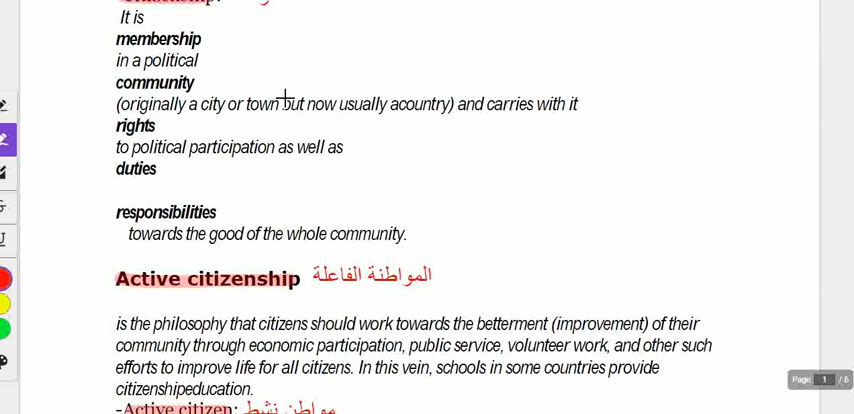 It is
membership
in a political
community
(originally a city or town but now usually acountry) and carries with it
rights
to political participation as well as
duties
responsibilities
towards the good of the whole community.
Active citizenship المواطنة الفاعلة
is the philosophy that citizens should work towards the betterment (improvement) of their
community through economic participation, public service, volunteer work, and other such
efforts to improve life for all citizens. In this vein, schools in some countries provide
citizenshipeducation.
-Active citizen: مواطن نشط
Page 1 / 6